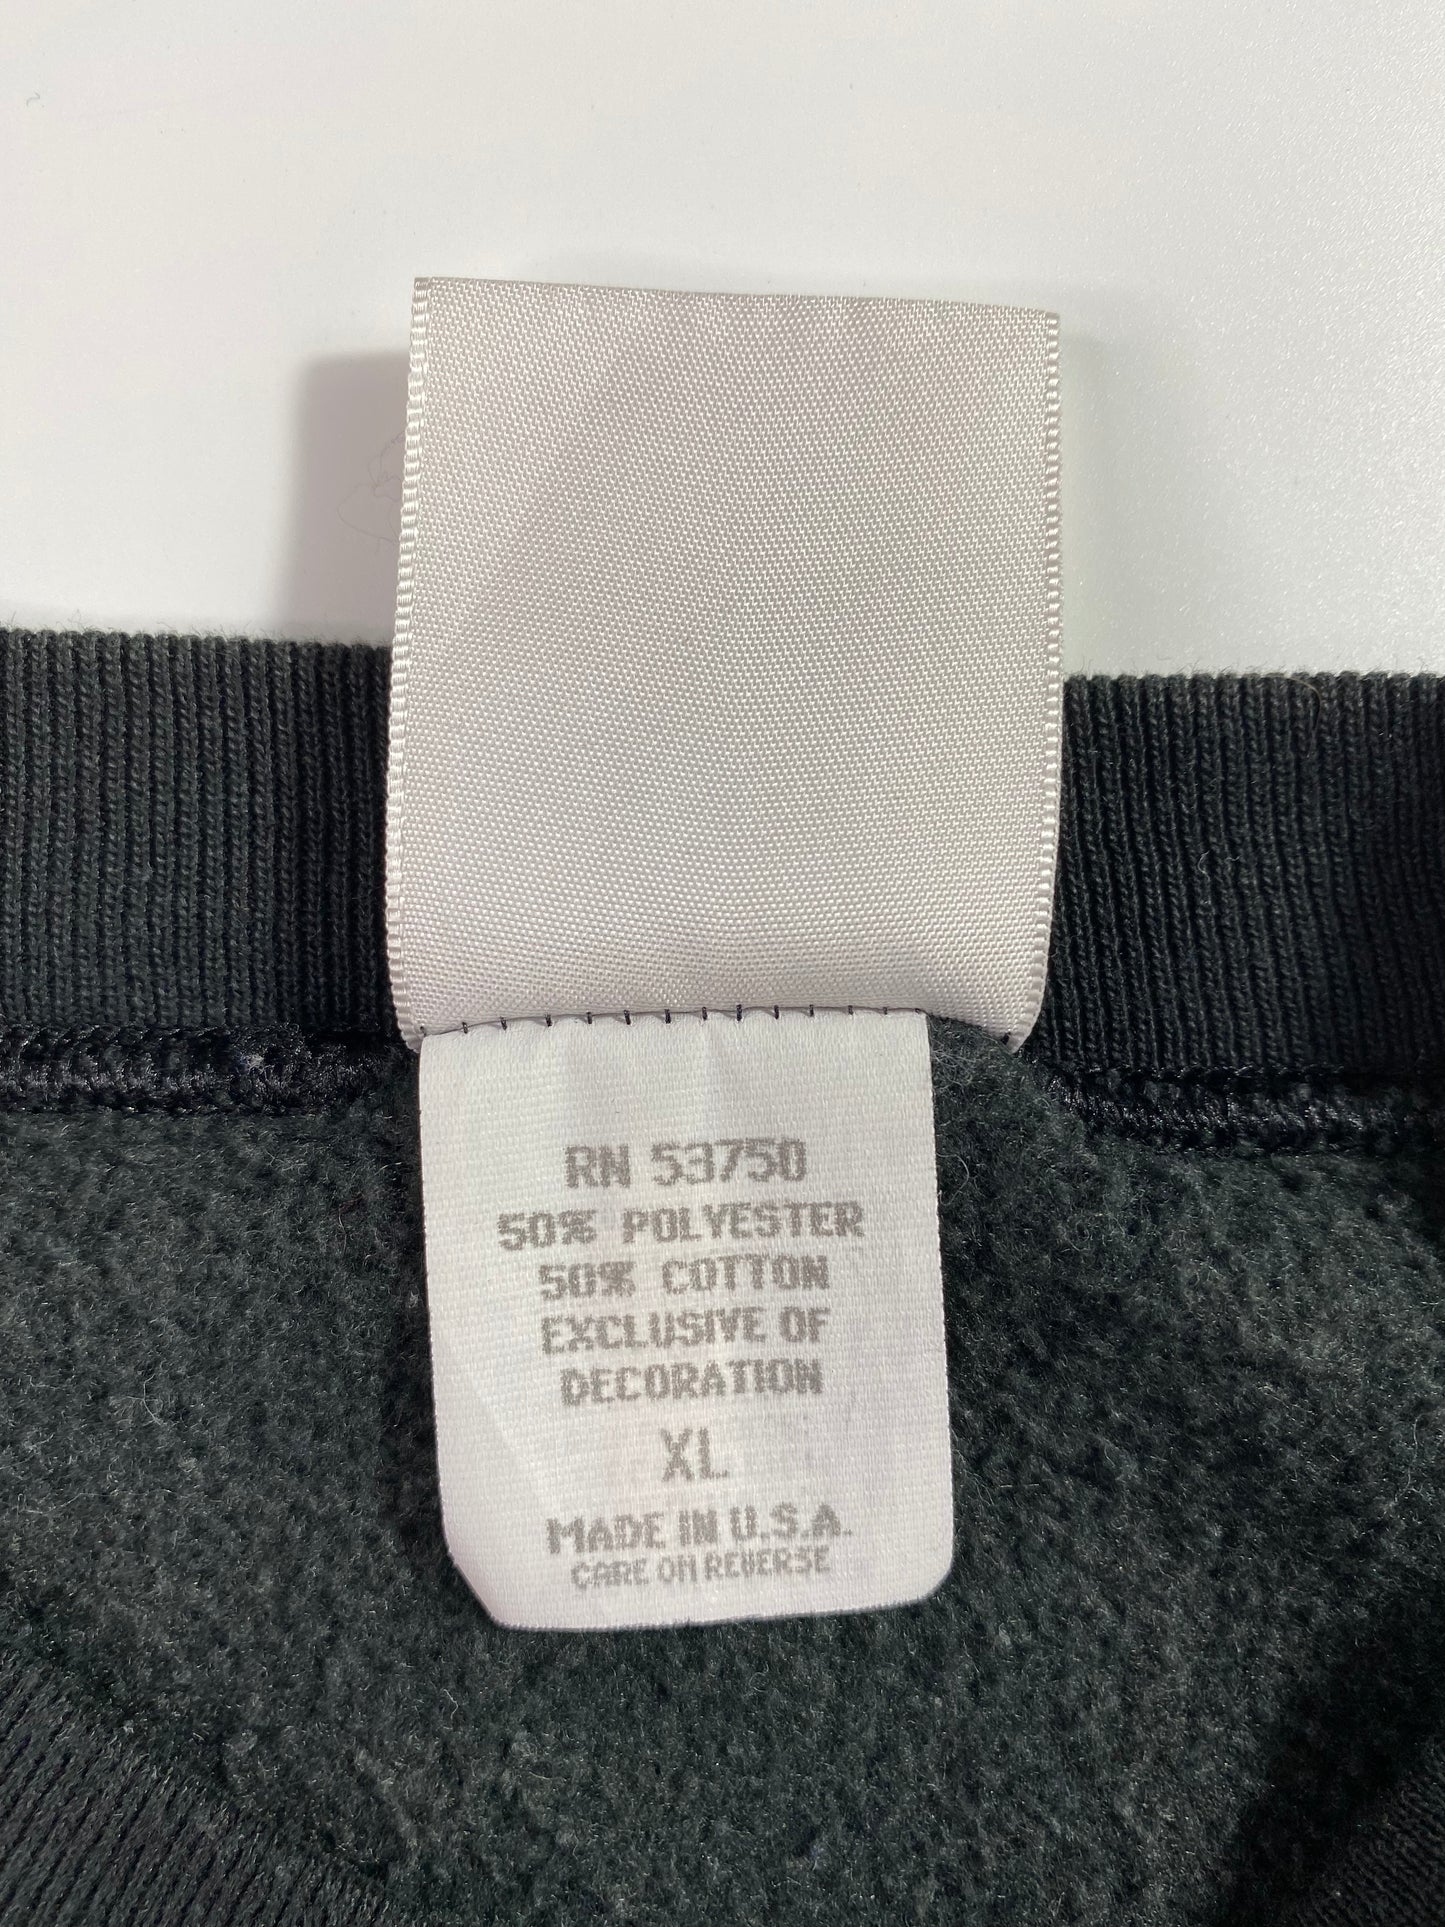 RN 53750
50% POLYESTER
50% COTTON
EXCLUSIVE OF
DECORATION
XL
MADE IN U.S.A.
CARE ON REVERSE